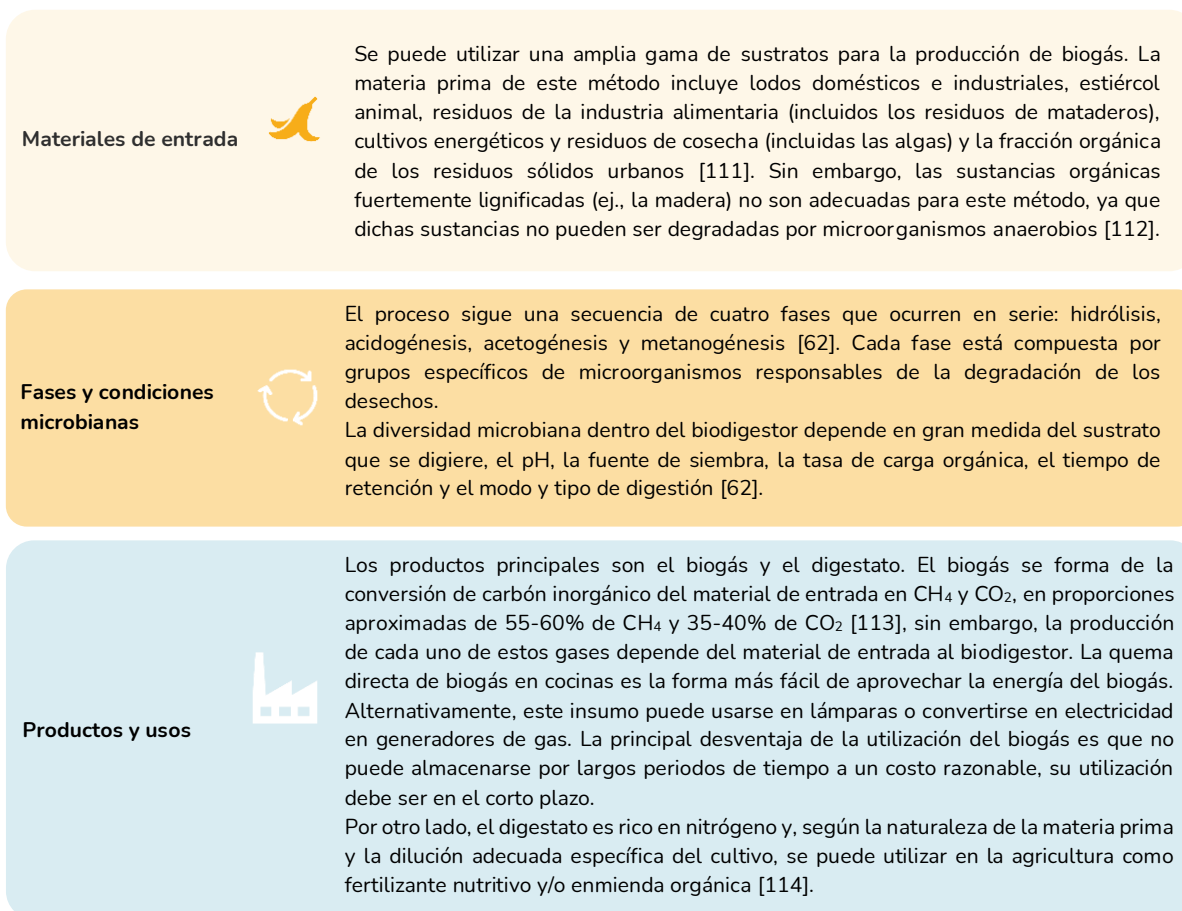 Materiales de entrada
Se puede utilizar una amplia gama de sustratos para la producción de biogás. La
materia prima de este método incluye lodos domésticos e industriales, estiércol
animal, residuos de la industria alimentaria (incluidos los residuos de mataderos),
cultivos energéticos y residuos de cosecha (incluidas las algas) y la fracción orgánica
de los residuos sólidos urbanos [111]. Sin embargo, las sustancias orgánicas
fuertemente lignificadas (ej., la madera) no son adecuadas para este método, ya que
dichas sustancias no pueden ser degradadas por microorganismos anaerobios [112].
Fases y condiciones
microbianas
El proceso sigue una secuencia de cuatro fases que ocurren en serie: hidrólisis,
acidogénesis, acetogénesis y metanogénesis [62]. Cada fase está compuesta por
grupos específicos de microorganismos responsables de la degradación de los
desechos.
La diversidad microbiana dentro del biodigestor depende en gran medida del sustrato
que se digiere, el pH, la fuente de siembra, la tasa de carga orgánica, el tiempo de
retención y el modo y tipo de digestión [62].
Productos y usos
Los productos principales son el biogás y el digestato. El biogás se forma de la
conversión de carbón inorgánico del material de entrada en CH₄ y CO₂, en proporciones
aproximadas de 55-60% de CH₄ y 35-40% de CO₂ [113], sin embargo, la producción
de cada uno de estos gases depende del material de entrada al biodigestor. La quema
directa de biogás en cocinas es la forma más fácil de aprovechar la energía del biogás.
Alternativamente, este insumo puede usarse en lámparas o convertirse en electricidad
en generadores de gas. La principal desventaja de la utilización del biogás es que no
puede almacenarse por largos periodos de tiempo a un costo razonable, su utilización
debe ser en el corto plazo.
Por otro lado, el digestato es rico en nitrógeno y, según la naturaleza de la materia prima
y la dilución adecuada específica del cultivo, se puede utilizar en la agricultura como
fertilizante nutritivo y/o enmienda orgánica [114].